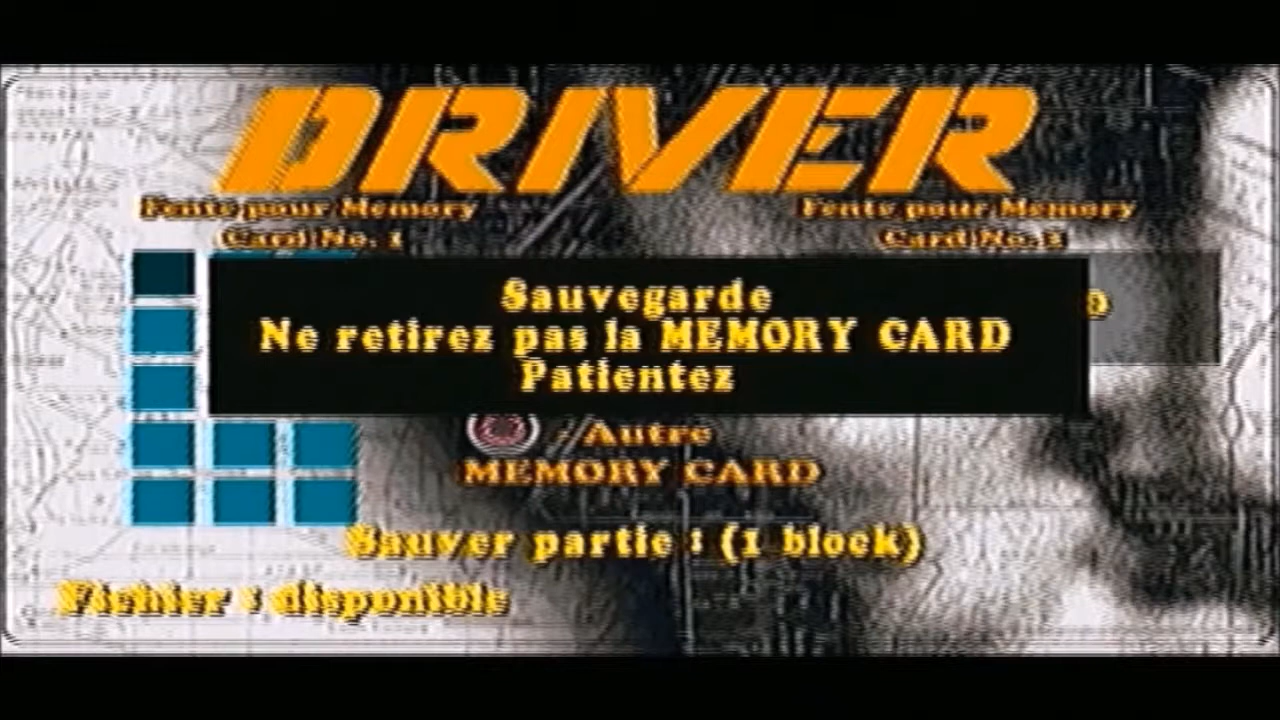 DRIVER
Fente pour Memory
Card No. 1
Fente pour Memory
Card No. 2
Sauvegarde
Ne retirez pas la MEMORY CARD
Patientez
: Autre
MEMORY CARD
Sauver partie : (1 block)
Fichier : disponible